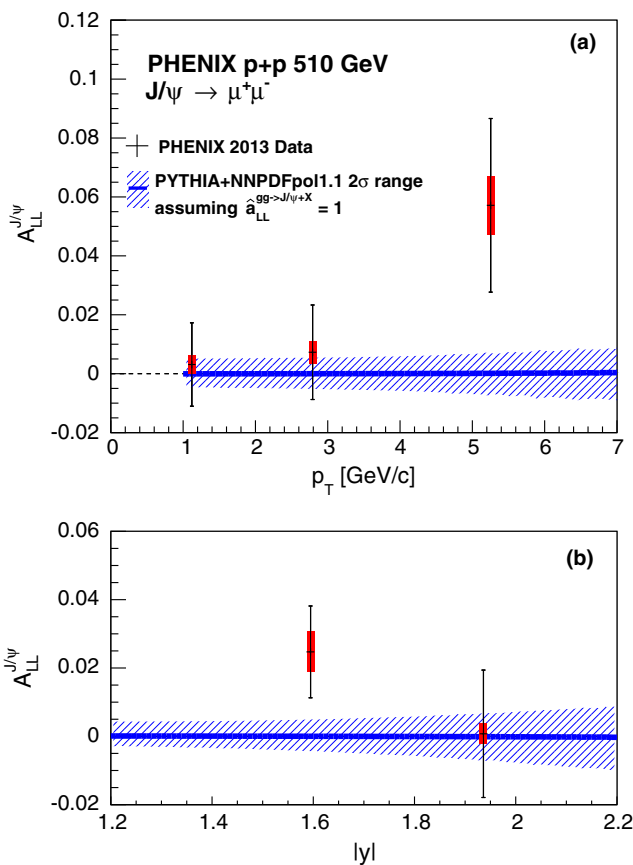 0.12
(a)
PHENIX p+p 510 GeV
J/ψ → μ⁺μ⁻
0.1
0.08
PHENIX 2013 Data
PYTHIA+NNPDFpol1.1 2σ range
assuming â_LL^gg->J/ψ+X = 1
0.06
A_LL^J/ψ
0.04
0.02
0
-0.02
0 1 2 3 4 5 6 7
p_T [GeV/c]
0.06
(b)
0.04
A_LL^J/ψ
0.02
0
-0.02
1.2 1.4 1.6 1.8 2 2.2
|y|